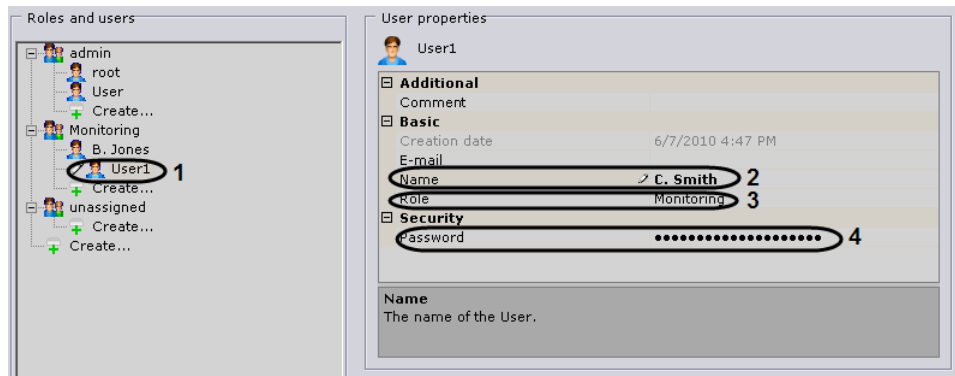 Roles and users
admin
root
User
Create...
Monitoring
B. Jones
User1 1
Create...
unassigned
Create...
Create...
User properties
User1
Additional
Comment
Basic
Creation date 6/7/2010 4:47 PM
E-mail
Name C. Smith 2
Role Monitoring 3
Security
Password •••••••••••••••••••• 4
Name
The name of the User.